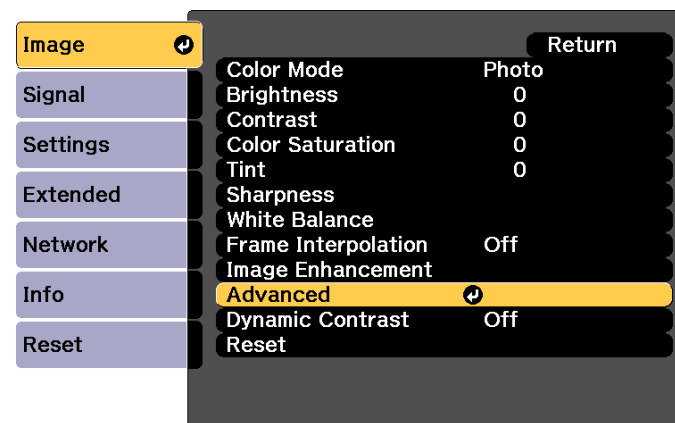 Image
Signal
Settings
Extended
Network
Info
Reset
Return
Color Mode Photo
Brightness 0
Contrast 0
Color Saturation 0
Tint 0
Sharpness
White Balance
Frame Interpolation Off
Image Enhancement
Advanced
Dynamic Contrast Off
Reset